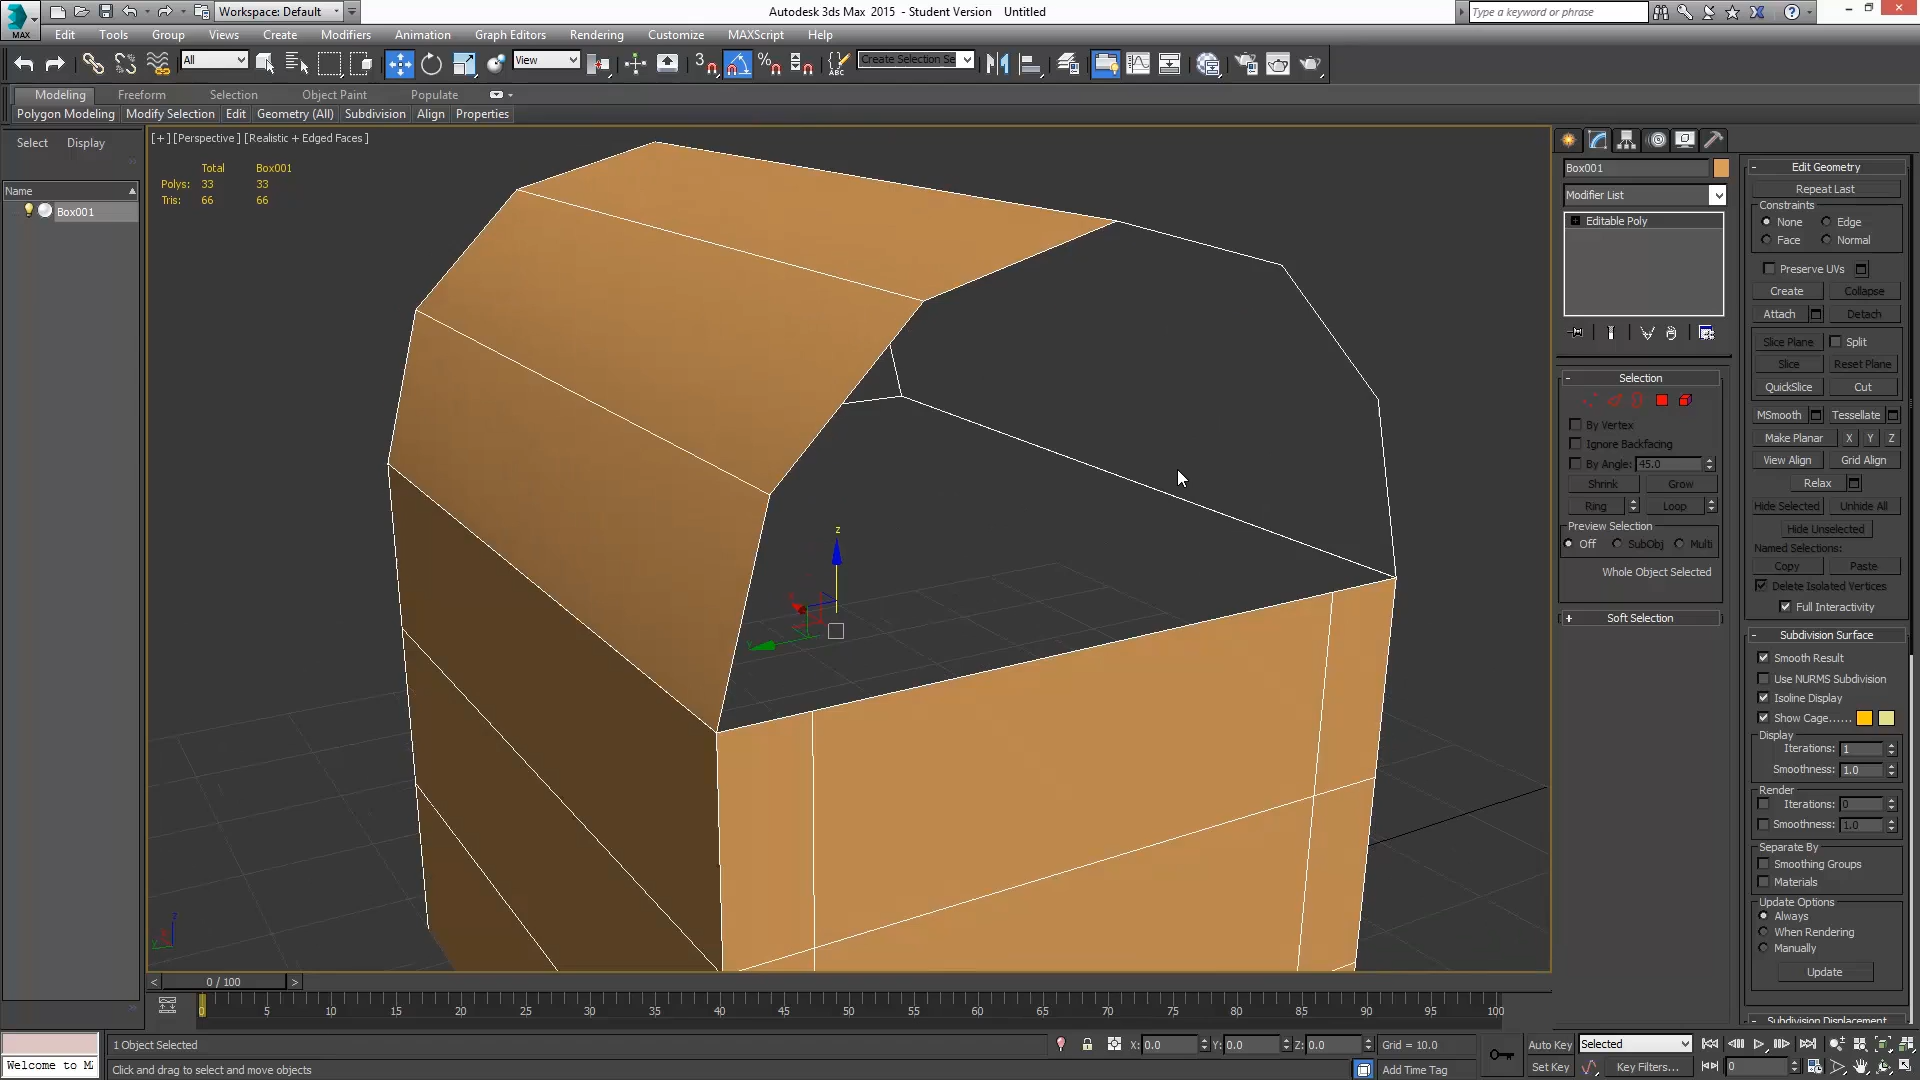 Workspace: Default
Autodesk 3ds Max 2015 - Student Version Untitled
Type a keyword or phrase
MAX
Edit Tools Group Views Create Modifiers Animation Graph Editors Rendering Customize MAXScript Help
All
View
3
ABC
Create Selection Se
Modeling Freeform Selection Object Paint Populate
Polygon Modeling Modify Selection Edit Geometry (All) Subdivision Align Properties
Select Display
Name
Box001
[+] [Perspective ] [Realistic + Edged Faces ]
Total Box001
Polys: 33 33
Tris: 66 66
z
Box001
Modifier List
Editable Poly
Selection
By Vertex
Ignore Backfacing
By Angle: 45.0
Shrink Grow
Ring Loop
Preview Selection
Off SubObj Multi
Whole Object Selected
+ Soft Selection
Edit Geometry
Repeat Last
Constraints
None Edge
Face Normal
Preserve UVs
Create Collapse
Attach Detach
Slice Plane Split
Slice Reset Plane
QuickSlice Cut
MSmooth Tessellate
Make Planar X Y Z
View Align Grid Align
Relax
Hide Selected Unhide All
Hide Unselected
Named Selections:
Copy Paste
Delete Isolated Vertices
Full Interactivity
Subdivision Surface
Smooth Result
Use NURMS Subdivision
Isoline Display
Show Cage......
Display
Iterations: 1
Smoothness: 1.0
Render
Iterations: 0
Smoothness: 1.0
Separate By
Smoothing Groups
Materials
Update Options
Always
When Rendering
Manually
Update
Subdivision Displacement
< 0 / 100 >
0 5 10 15 20 25 30 35 40 45 50 55 60 65 70 75 80 85 90 95 100
1 Object Selected
X: 0.0 Y: 0.0 Z: 0.0 Grid = 10.0
Auto Key Selected
Welcome to
Click and drag to select and move objects
Add Time Tag
Set Key Key Filters... 0